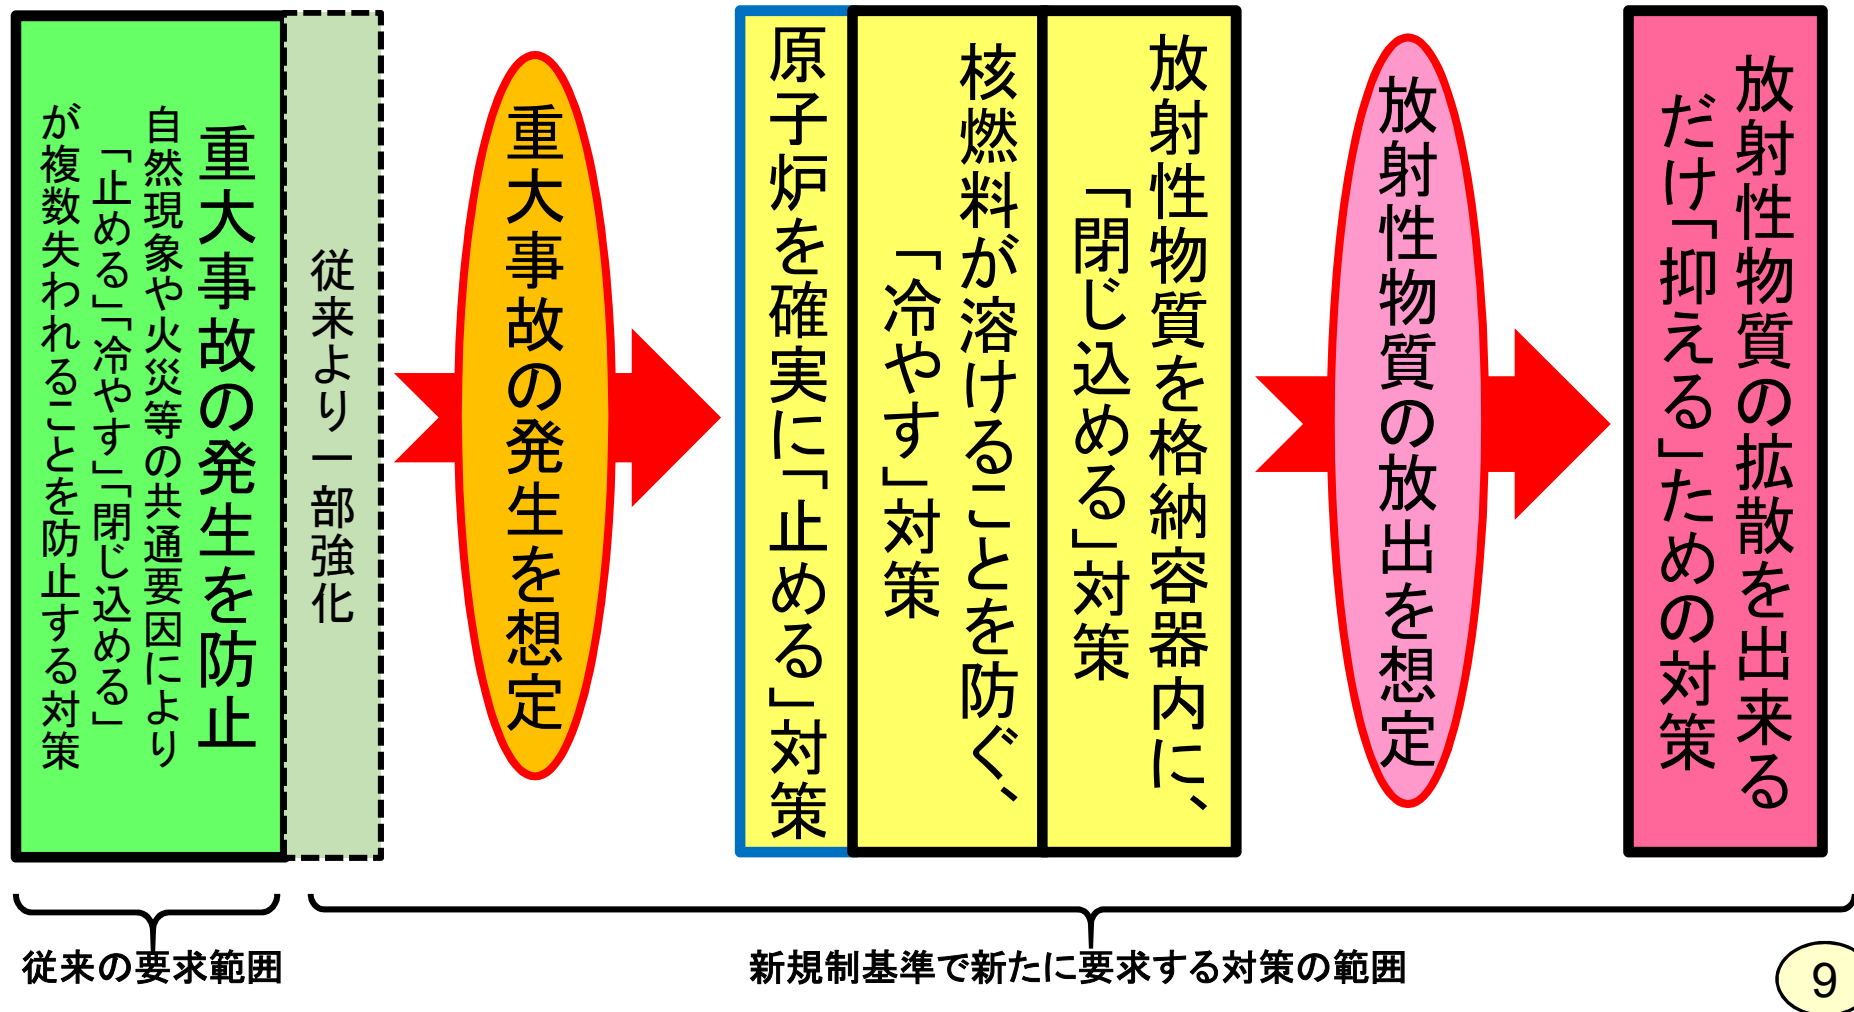 重大事故の発生を防止
自然現象や火災等の共通要因により
「止める」「冷やす」「閉じ込める」
が複数失われることを防止する対策
従来より一部強化
重大事故の発生を想定
原子炉を確実に「止める」対策
核燃料が溶けることを防ぐ、
「冷やす」対策
放射性物質を格納容器内に、
「閉じ込める」対策
放射性物質の放出を想定
放射性物質の拡散を出来る
だけ「抑える」ための対策
従来の要求範囲
新規制基準で新たに要求する対策の範囲
9